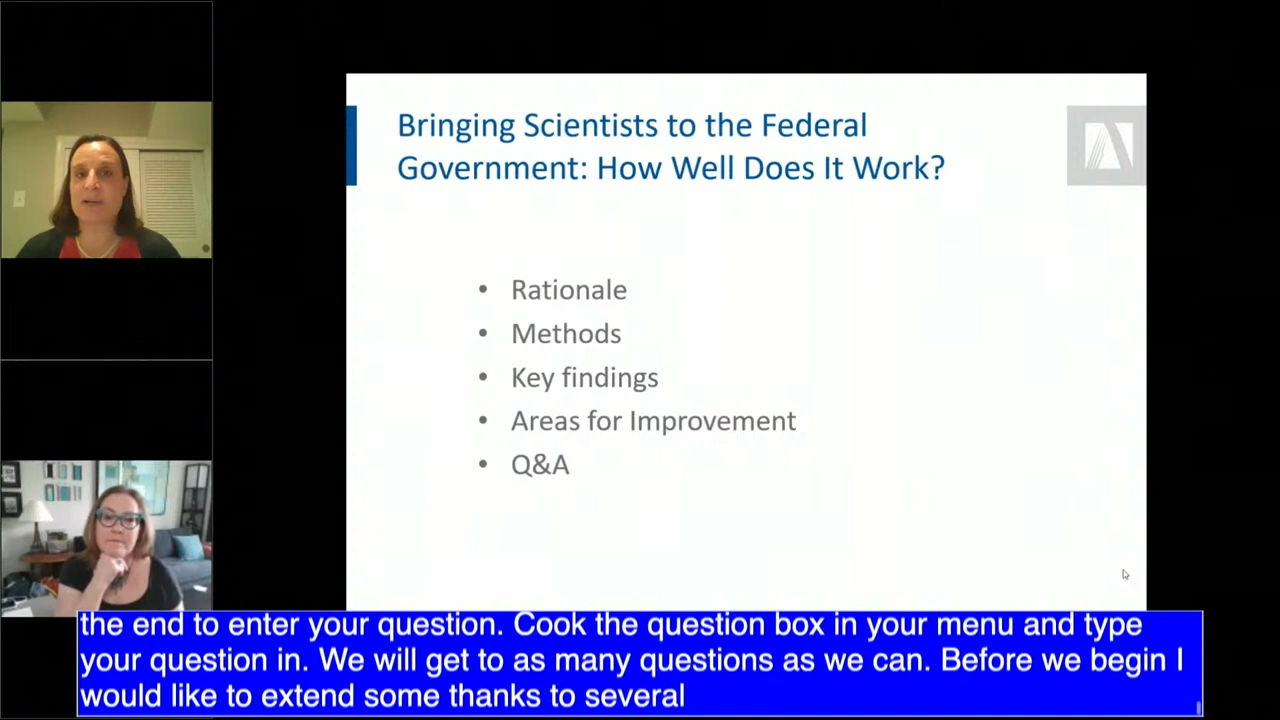 Bringing Scientists to the Federal
Government: How Well Does It Work?
• Rationale
• Methods
• Key findings
• Areas for Improvement
• Q&A
the end to enter your question. Cook the question box in your menu and type
your question in. We will get to as many questions as we can. Before we begin I
would like to extend some thanks to several